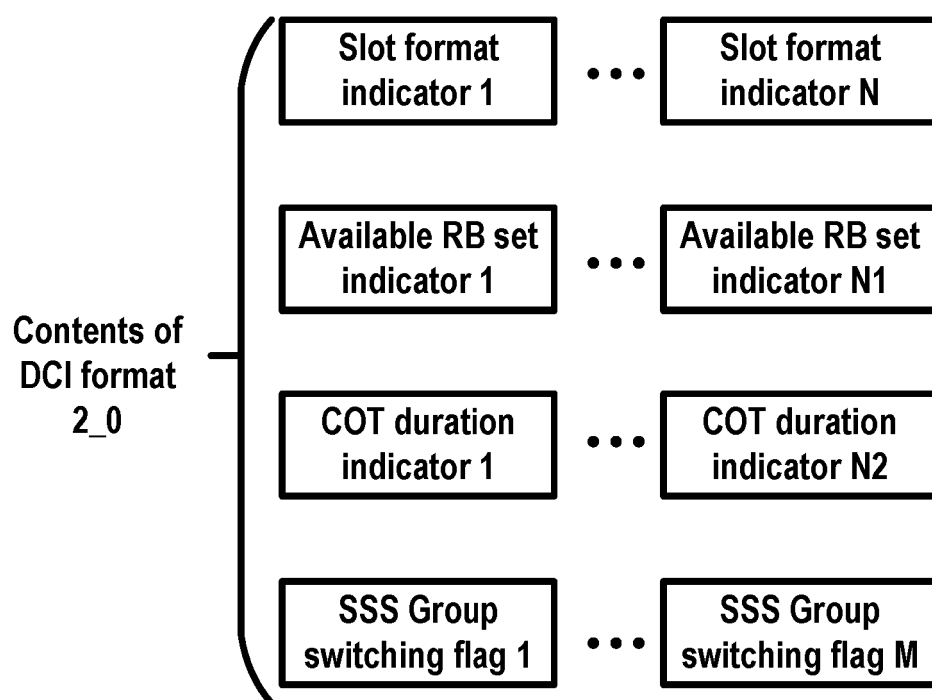 Contents of
DCI format
2_0
Slot format
indicator 1
Slot format
indicator N
Available RB set
indicator 1
Available RB set
indicator N1
COT duration
indicator 1
COT duration
indicator N2
SSS Group
switching flag 1
SSS Group
switching flag M